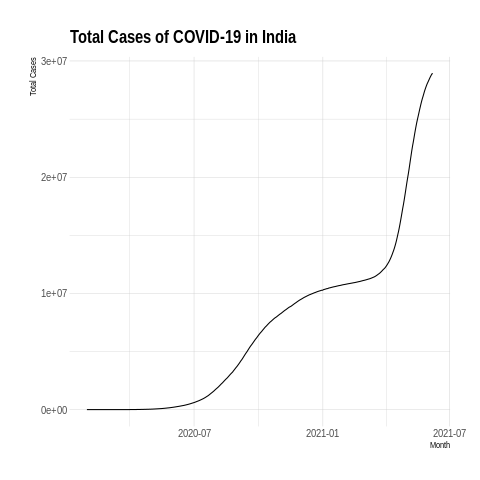 Total Cases of COVID-19 in India
Total Cases
3e+07
2e+07
1e+07
0e+00
2020-07
2021-01
2021-07
Month